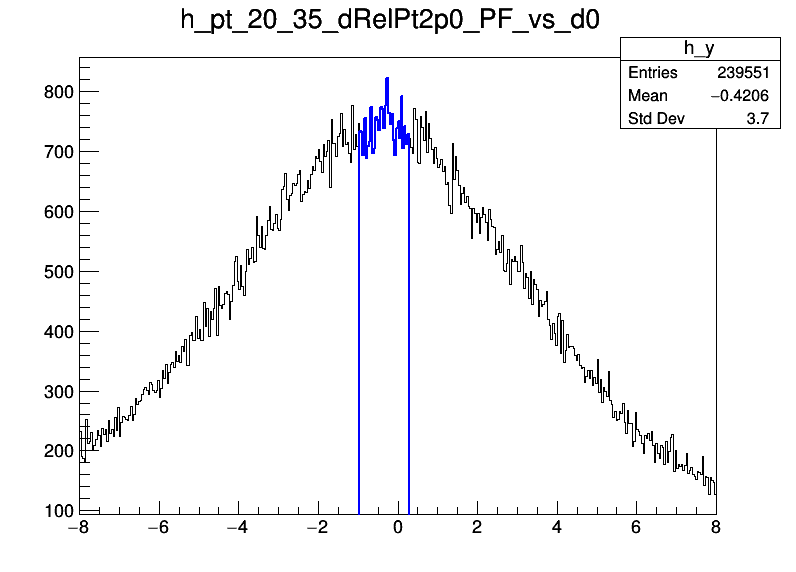 h_pt_20_35_dRelPt2p0_PF_vs_d0
h_y
Entries 239551
Mean −0.4206
Std Dev 3.7
800
700
600
500
400
300
200
100
−8 −6 −4 −2 0 2 4 6 8